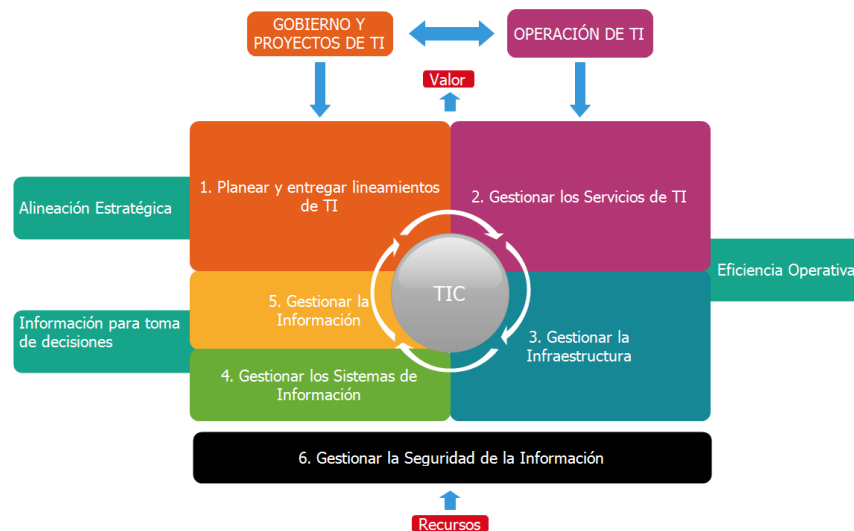 GOBIERNO Y
PROYECTOS DE TI
OPERACIÓN DE TI
Valor
1. Planear y entregar lineamientos
de TI
2. Gestionar los Servicios de TI
Alineación Estratégica
Eficiencia Operativa
TIC
5. Gestionar la
Información
Información para toma
de decisiones
3. Gestionar la
Infraestructura
4. Gestionar los Sistemas de
Información
6. Gestionar la Seguridad de la Información
Recursos